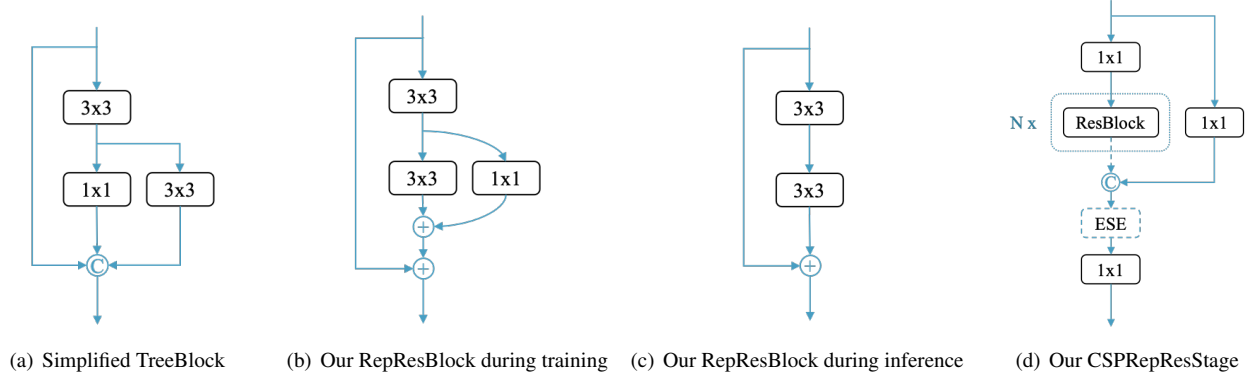 3x3
1x1
3x3
C
(a) Simplified TreeBlock
3x3
3x3
1x1
+
+
(b) Our RepResBlock during training
3x3
3x3
+
(c) Our RepResBlock during inference
1x1
N x
ResBlock
1x1
C
ESE
1x1
(d) Our CSPRepResStage